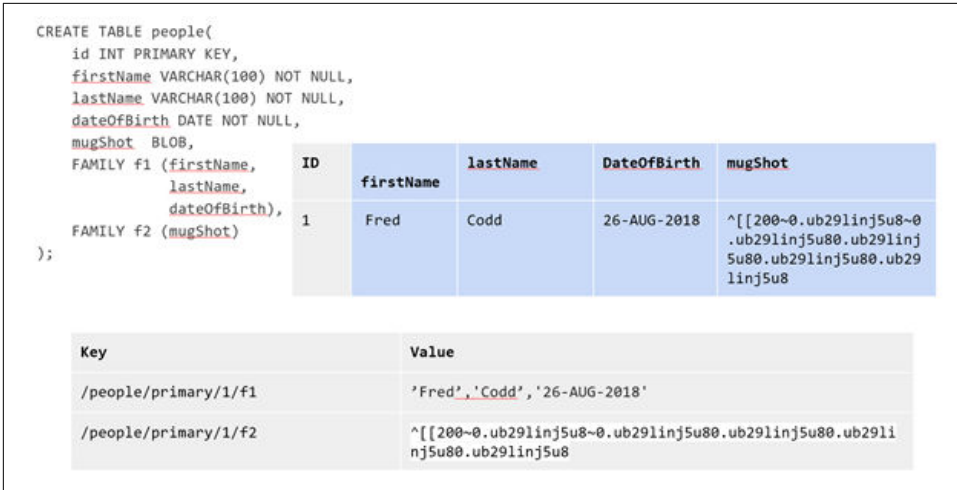 CREATE TABLE people(
id INT PRIMARY KEY,
firstName VARCHAR(100) NOT NULL,
lastName VARCHAR(100) NOT NULL,
dateOfBirth DATE NOT NULL,
mugShot BLOB,
FAMILY f1 (firstName,
lastName,
dateOfBirth),
FAMILY f2 (mugShot)
);
ID firstName lastName DateOfBirth mugShot
1 Fred Codd 26-AUG-2018 ^[[200~0.ub29linj5u8~0
.ub29linj5u80.ub29linj
5u80.ub29linj5u80.ub29
linj5u8
Key Value
/people/primary/1/f1 ’Fred’,'Codd’,'26-AUG-2018'
/people/primary/1/f2 ^[[200~0.ub29linj5u8~0.ub29linj5u80.ub29linj5u80.ub29li
nj5u80.ub29linj5u8